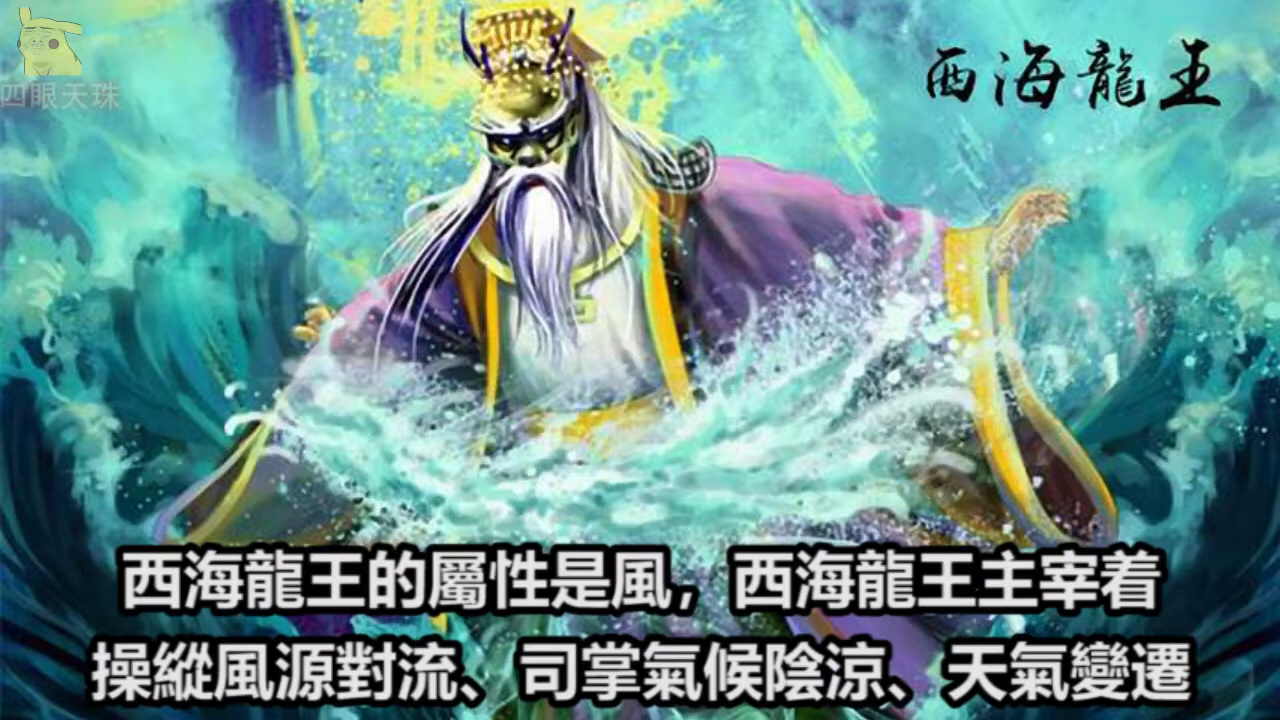 西海龍王
四眼天珠
西海龍王的屬性是風，西海龍王主宰着
操縱風源對流、司掌氣候陰涼、天氣變遷